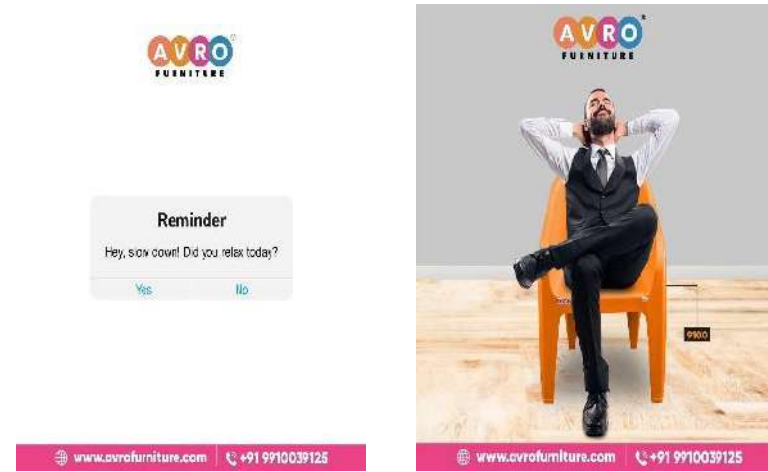 AVRO
FURNITURE
Reminder
Hey, slow down! Did you relax today?
Yes No
www.avrofurniture.com +91 9910039125
AVRO
FURNITURE
9100
www.avrofurniture.com +91 9910039125